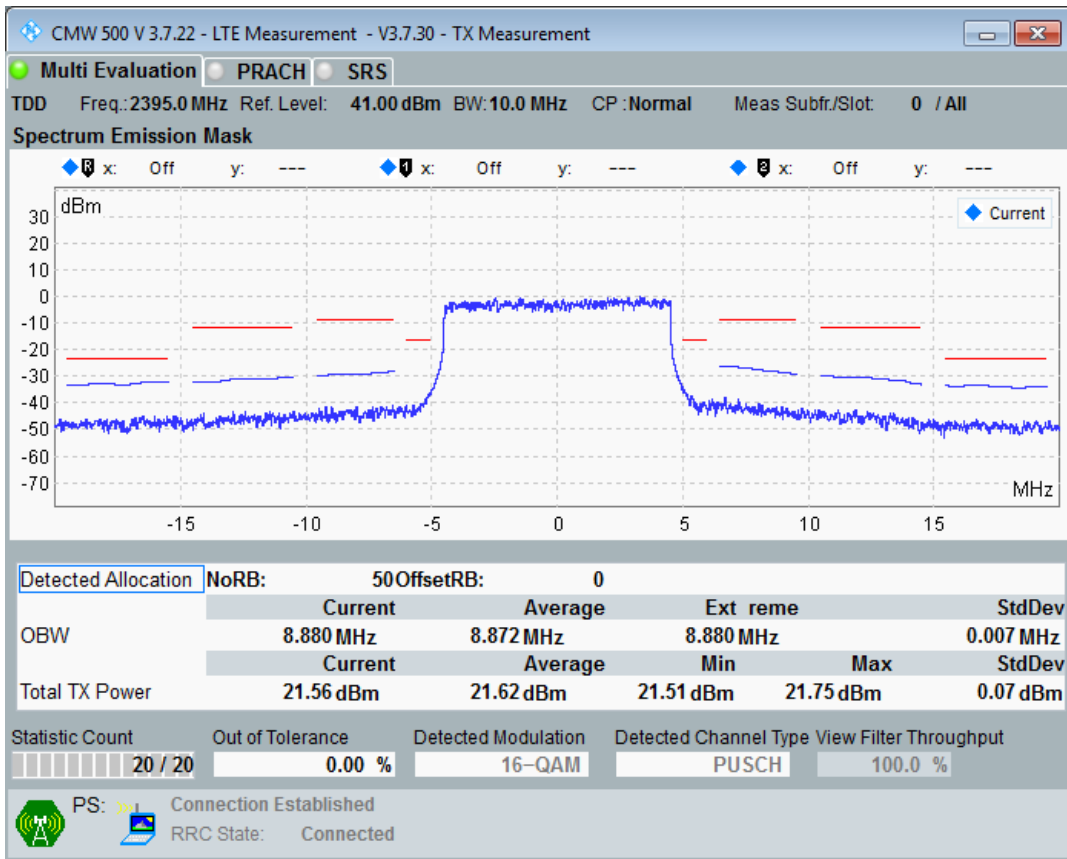 CMW 500 V 3.7.22 - LTE Measurement - V3.7.30 - TX Measurement
Multi Evaluation PRACH SRS
TDD Freq.:2395.0 MHz Ref. Level: 41.00 dBm BW:10.0 MHz CP :Normal Meas Subfr./Slot: 0 / All
Spectrum Emission Mask
R x: Off y: --- 1 x: Off y: --- 2 x: Off y: ---
dBm
Current
30
20
10
0
-10
-20
-30
-40
-50
-60
-70
MHz
-15 -10 -5 0 5 10 15
Detected Allocation NoRB: 50 OffsetRB: 0
Current Average Ext reme StdDev
OBW 8.880 MHz 8.872 MHz 8.880 MHz 0.007 MHz
Current Average Min Max StdDev
Total TX Power 21.56 dBm 21.62 dBm 21.51 dBm 21.75 dBm 0.07 dBm
Statistic Count Out of Tolerance Detected Modulation Detected Channel Type View Filter Throughput
20 / 20 0.00 % 16-QAM PUSCH 100.0 %
PS: Connection Established
RRC State: Connected